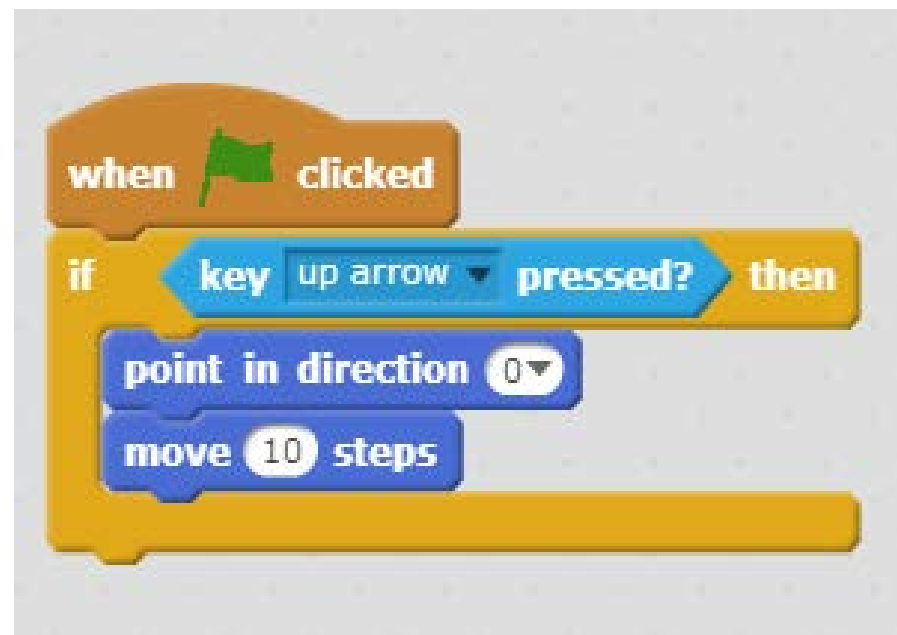 when clicked
if key up arrow pressed? then
point in direction 0
move 10 steps